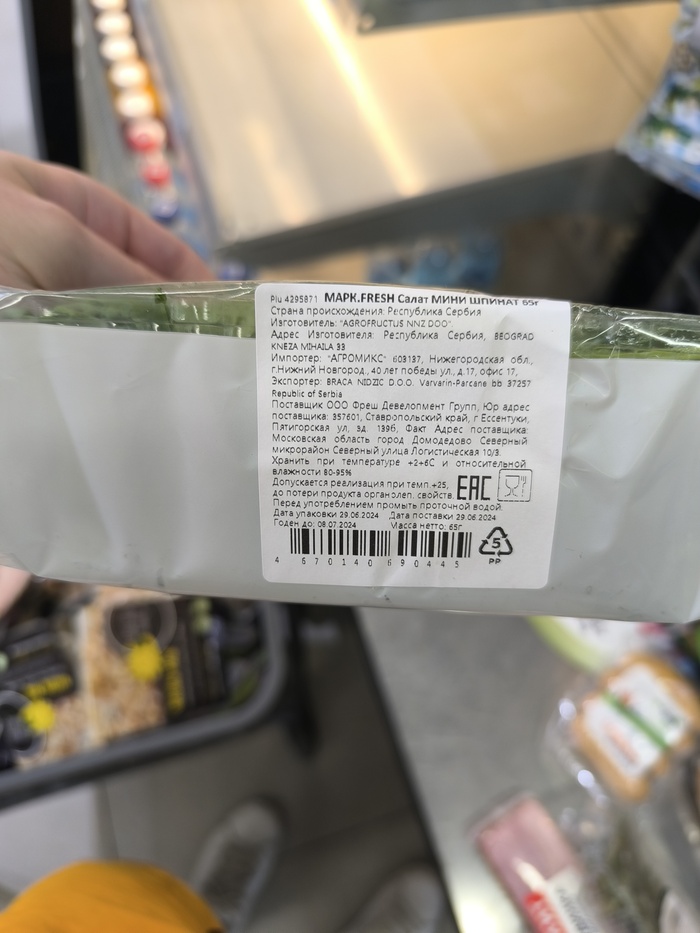 Plu 4295871 МАРК.FRESH Салат МИНИ ШПИНАТ 65г
Страна происхождения: Республика Сербия
Изготовитель: "AGROFRUCTUS NNZ DOO".
Адрес Изготовителя: Республика Сербия, BEOGRAD
KNEZA MIHAILA 33
Импортер: "АГРОМИКС" 603137, Нижегородская обл.,
г.Нижний Новгород., 40 лет победы ул., д.17, офис 17,
Экспортер: BRACA NIDZIC D.O.O. Varvarin-Parcane bb 37257
Republic of Serbia
Поставщик ООО Фреш Девелопмент Групп, Юр адрес
поставщика: 357601, Ставропольский край, г Ессентуки,
Пятигорская ул, зд. 139б, Факт Адрес поставщика:
Московская область город Домодедово Северный
микрорайон Северный улица Логистическая 10/3.
Хранить при температуре +2+6С и относительной
влажности 80-95%
Допускается реализация при темп.+25,
до потери продукта органолеп. свойств.
EAC
Перед употреблением промыть проточной водой.
Дата упаковки 29.06.2024 Дата поставки 29.06.2024
Годен до: 08.07.2024 Масса нетто: 65г
4 670140 690445
5
PP